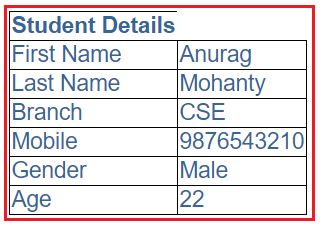 Student Details
First Name Anurag
Last Name Mohanty
Branch CSE
Mobile 9876543210
Gender Male
Age 22